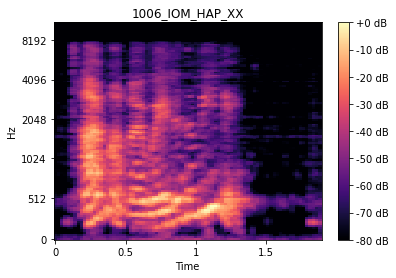 1006_IOM_HAP_XX
Hz
8192
4096
2048
1024
512
0
0
0.5
1
1.5
Time
+0 dB
-10 dB
-20 dB
-30 dB
-40 dB
-50 dB
-60 dB
-70 dB
-80 dB